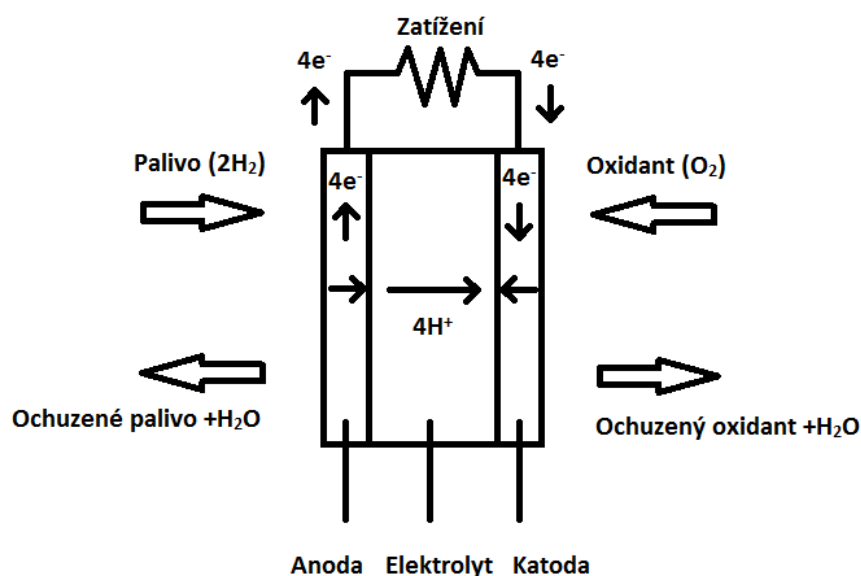 Zatížení
4e⁻
4e⁻
Palivo (2H₂)
Oxidant (O₂)
4e⁻
4e⁻
4H⁺
Ochuzené palivo +H₂O
Ochuzený oxidant +H₂O
Anoda Elektrolyt Katoda